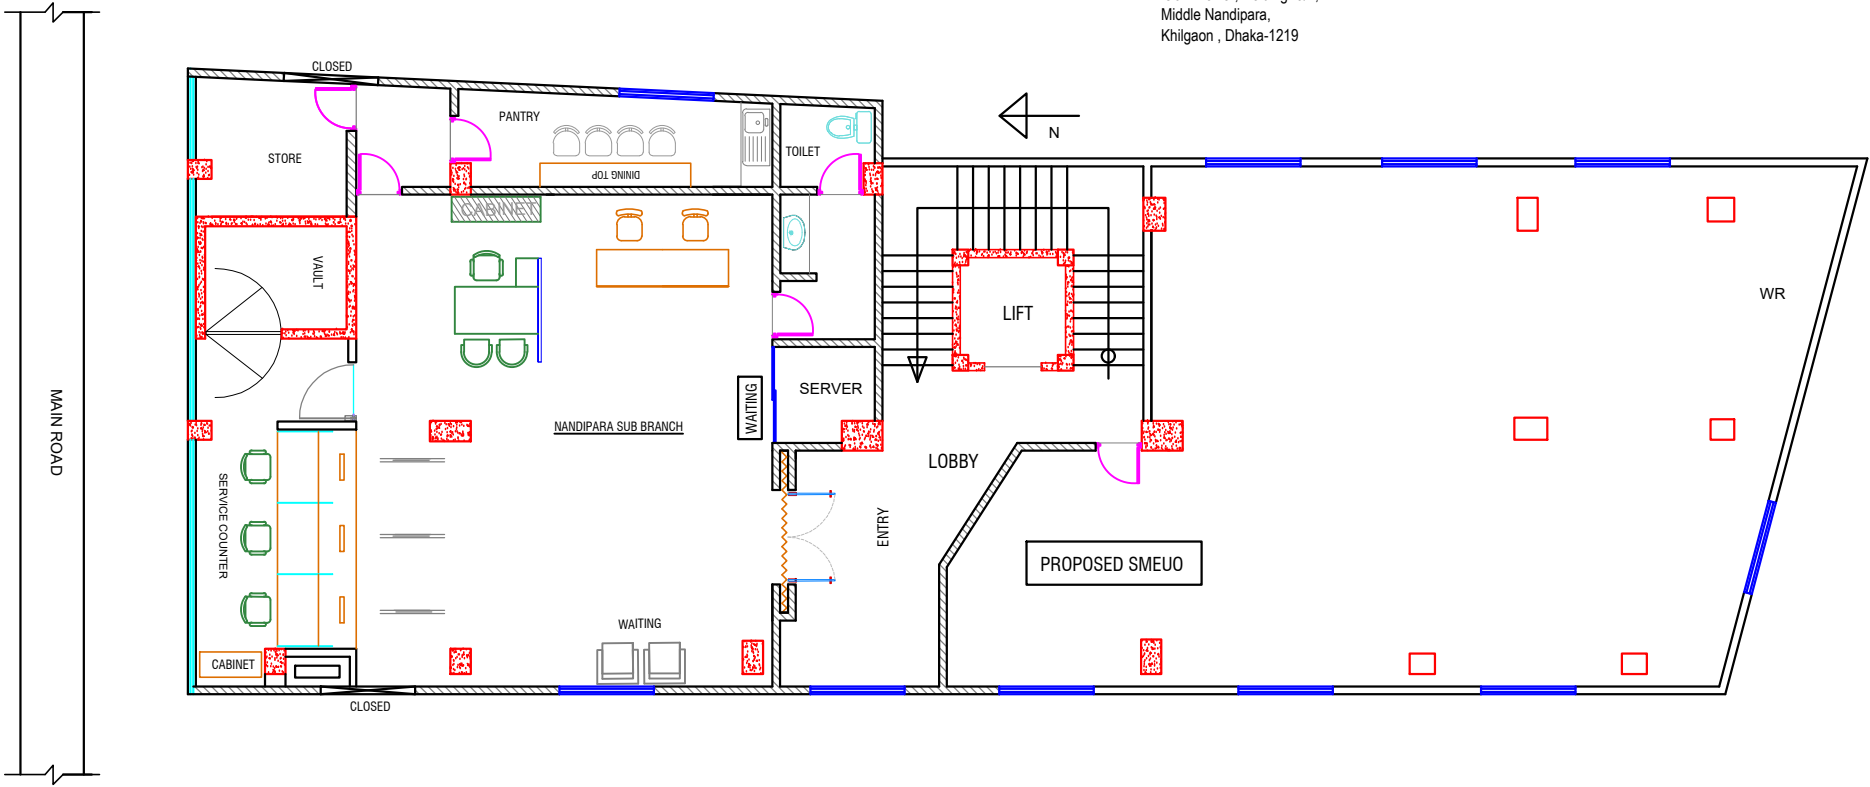 Middle Nandipara,
Khilgaon , Dhaka-1219
CLOSED
PANTRY
N
STORE
TOILET
DINING TOP
CABINET
VAULT
LIFT
WR
MAIN ROAD
WAITING
SERVER
NANDIPARA SUB BRANCH
LOBBY
SERVICE COUNTER
ENTRY
PROPOSED SMEUO
WAITING
CABINET
CLOSED